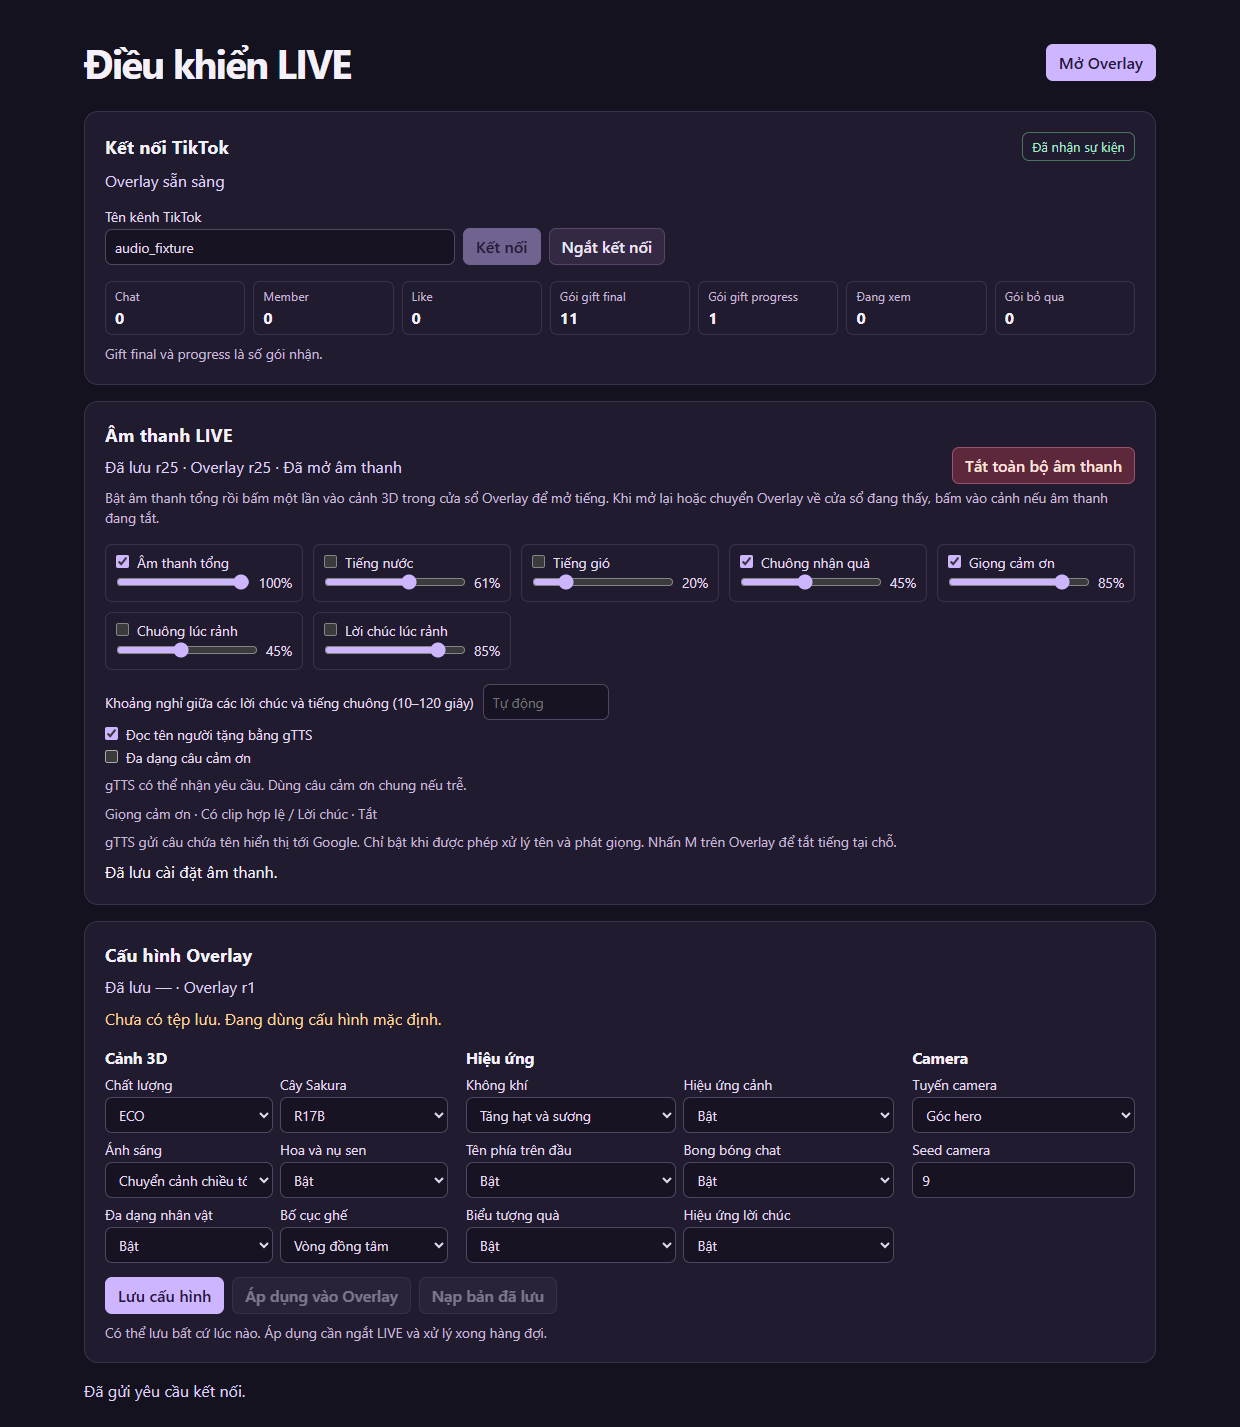 Điều khiển LIVE
Mở Overlay
Kết nối TikTok
Đã nhận sự kiện
Overlay sẵn sàng
Tên kênh TikTok
audio_fixture
Kết nối
Ngắt kết nối
Chat
Member
Like
Gói gift final
Gói gift progress
Đang xem
Gói bỏ qua
0
0
0
11
1
0
0
Gift final và progress là số gói nhận.
Âm thanh LIVE
Đã lưu r25 · Overlay r25 · Đã mở âm thanh
Tắt toàn bộ âm thanh
Bật âm thanh tổng rồi bấm một lần vào cảnh 3D trong cửa sổ Overlay để mở tiếng. Khi mở lại hoặc chuyển Overlay về cửa sổ đang thấy, bấm vào cảnh nếu âm thanh
đang tắt.
Âm thanh tổng
100%
Tiếng nước
61%
Tiếng gió
20%
Chuông nhận quà
45%
Giọng cảm ơn
85%
Chuông lúc rảnh
45%
Lời chúc lúc rảnh
85%
Khoảng nghỉ giữa các lời chúc và tiếng chuông (10–120 giây)
Tự động
Đọc tên người tặng bằng gTTS
Đa dạng câu cảm ơn
gTTS có thể nhận yêu cầu. Dùng câu cảm ơn chung nếu trễ.
Giọng cảm ơn · Có clip hợp lệ / Lời chúc · Tắt
gTTS gửi câu chứa tên hiển thị tới Google. Chỉ bật khi được phép xử lý tên và phát giọng. Nhấn M trên Overlay để tắt tiếng tại chỗ.
Đã lưu cài đặt âm thanh.
Cấu hình Overlay
Đã lưu — · Overlay r1
Chưa có tệp lưu. Đang dùng cấu hình mặc định.
Cảnh 3D
Hiệu ứng
Camera
Chất lượng
Cây Sakura
Không khí
Hiệu ứng cảnh
Tuyến camera
ECO
R17B
Tăng hạt và sương
Bật
Góc hero
Ánh sáng
Hoa và nụ sen
Tên phía trên đầu
Bong bóng chat
Seed camera
Chuyển cảnh chiều tố
Bật
Bật
Bật
9
Đa dạng nhân vật
Bố cục ghế
Biểu tượng quà
Hiệu ứng lời chúc
Bật
Vòng đồng tâm
Bật
Bật
Lưu cấu hình
Áp dụng vào Overlay
Nạp bản đã lưu
Có thể lưu bất cứ lúc nào. Áp dụng cần ngắt LIVE và xử lý xong hàng đợi.
Đã gửi yêu cầu kết nối.